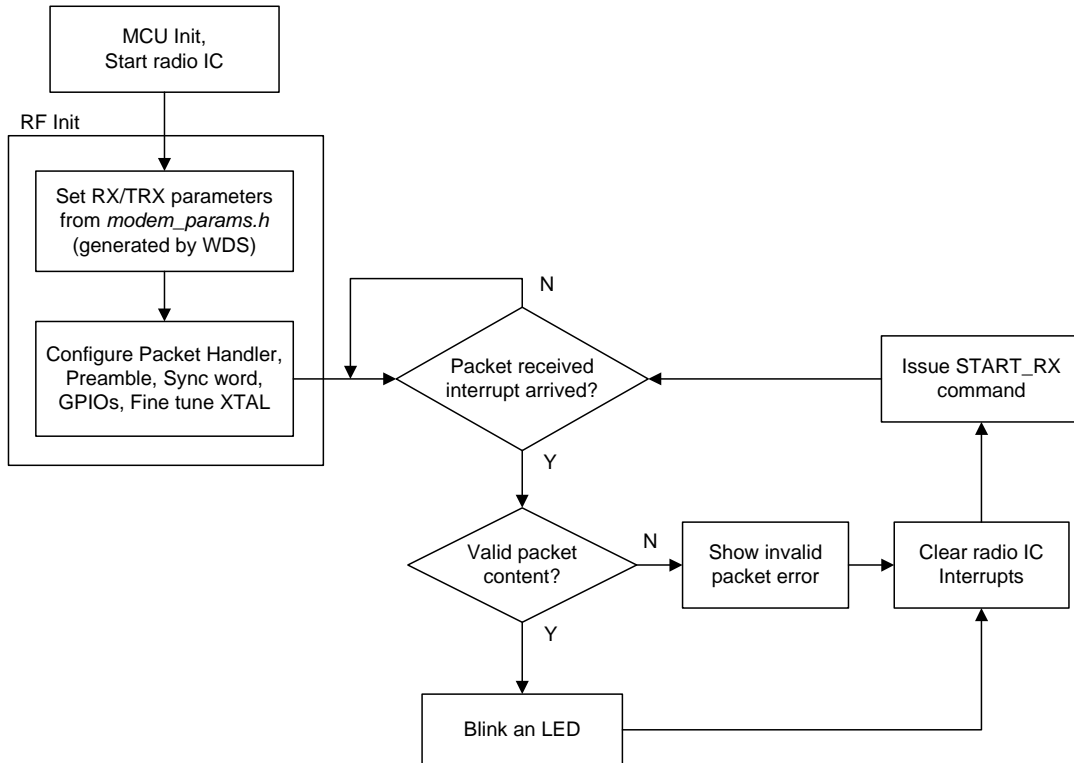 MCU Init,
Start radio IC
RF Init
Set RX/TRX parameters
from modem_params.h
(generated by WDS)
Configure Packet Handler,
Preamble, Sync word,
GPIOs, Fine tune XTAL
N
Packet received
interrupt arrived?
Issue START_RX
command
Y
Valid packet
content?
N
Show invalid
packet error
Clear radio IC
Interrupts
Y
Blink an LED